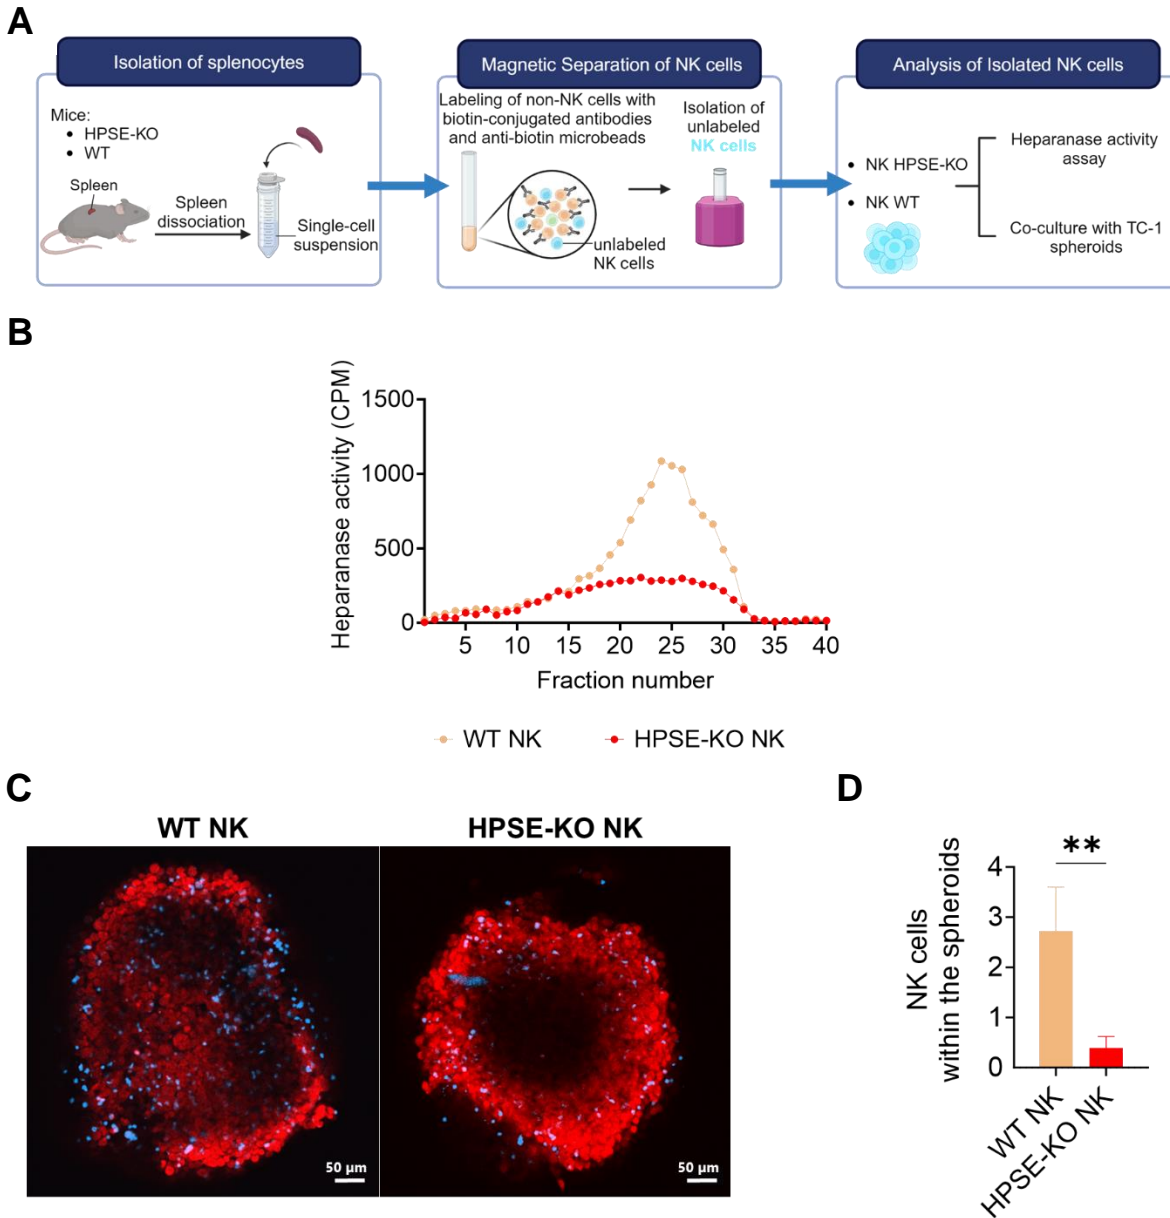 A
Isolation of splenocytes
Mice:
• HPSE-KO
• WT
Spleen
Spleen
dissociation
Single-cell
suspension
Magnetic Separation of NK cells
Labeling of non-NK cells with
biotin-conjugated antibodies
and anti-biotin microbeads
unlabeled
NK cells
Isolation of
unlabeled
NK cells
Analysis of Isolated NK cells
• NK HPSE-KO
• NK WT
Heparanase activity
assay
Co-culture with TC-1
spheroids
B
Heparanase activity (CPM)
1500
1000
500
0
5 10 15 20 25 30 35 40
Fraction number
WT NK HPSE-KO NK
C
WT NK
HPSE-KO NK
50 µm
50 µm
D
NK cells
within the spheroids
**
4
3
2
1
0
WT NK
HPSE-KO NK